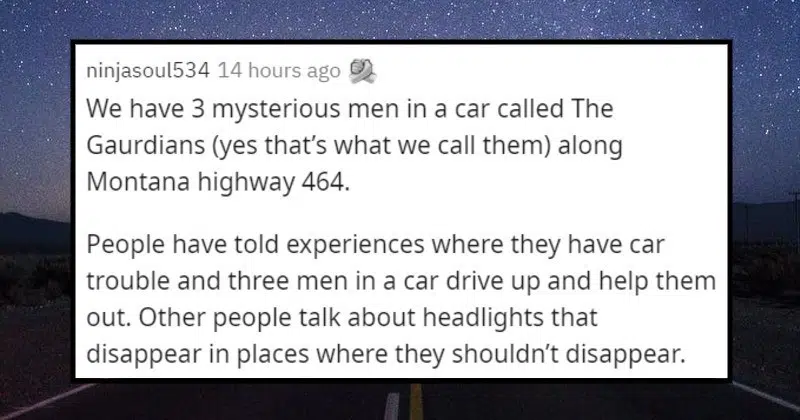 ninjasoul534 14 hours ago
We have 3 mysterious men in a car called The
Gaurdians (yes that’s what we call them) along
Montana highway 464.
People have told experiences where they have car
trouble and three men in a car drive up and help them
out. Other people talk about headlights that
disappear in places where they shouldn’t disappear.